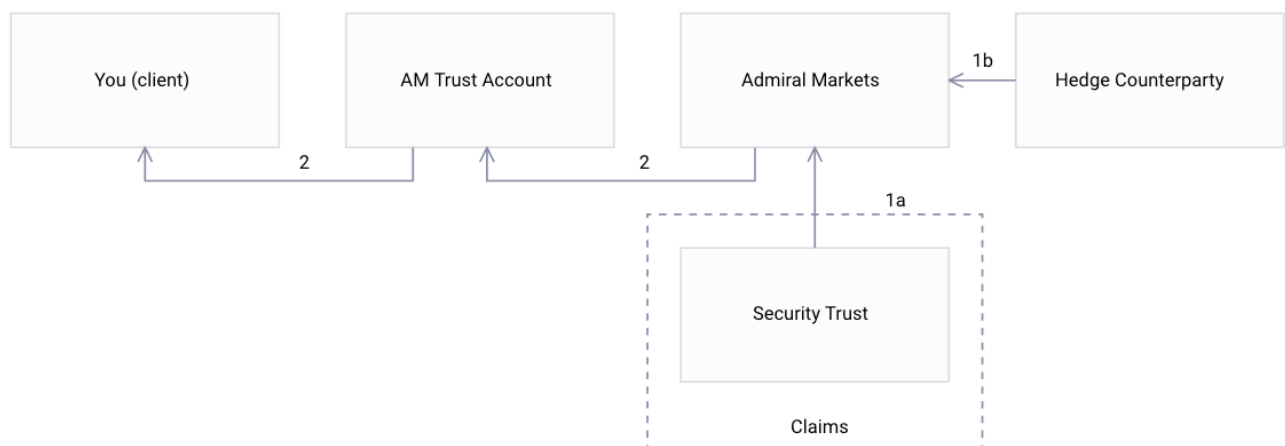 You (client)
AM Trust Account
Admiral Markets
1b
Hedge Counterparty
2
2
1a
Security Trust
Claims